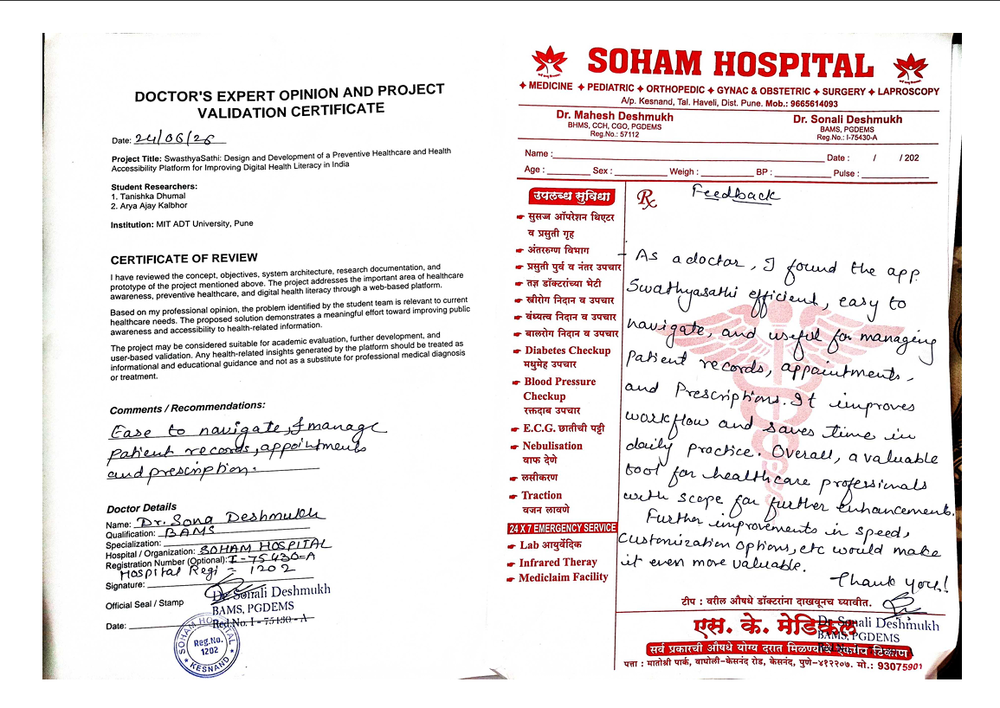 DOCTOR'S EXPERT OPINION AND PROJECT
VALIDATION CERTIFICATE
Date: 24/06/26
Project Title: SwasthyaSathi: Design and Development of a Preventive Healthcare and Health
Accessibility Platform for Improving Digital Health Literacy in India
Student Researchers:
1. Tanishka Dhumal
2. Arya Ajay Kalbhor
Institution: MIT ADT University, Pune
CERTIFICATE OF REVIEW
I have reviewed the concept, objectives, system architecture, research documentation, and
prototype of the project mentioned above. The project addresses the important area of healthcare
awareness, preventive healthcare, and digital health literacy through a web-based platform.
Based on my professional opinion, the problem identified by the student team is relevant to current
healthcare needs. The proposed solution demonstrates a meaningful effort toward improving public
awareness and accessibility to health-related information.
The project may be considered suitable for academic evaluation, further development, and
user-based validation. Any health-related insights generated by the platform should be treated as
informational and educational guidance and not as a substitute for professional medical diagnosis
or treatment.
Comments / Recommendations:
Ease to navigate, & manage
patient records, appointments
and prescription.
Doctor Details
Name: Dr. Sona Deshmukh
Qualification: BAMS
Specialization:
Hospital / Organization: SOHAM HOSPITAL
Registration Number (Optional): I-75430-A
Hospital Regi - 1202
Signature:
Dr. Sonali Deshmukh
Official Seal / Stamp
BAMS, PGDEMS
Date:
Reg.No. I - 75430 - A
SOHAM HOSPITAL
Reg.No.
1202
KESNAND
SOHAM HOSPITAL
MEDICINE PEDIATRIC ORTHOPEDIC GYNAC & OBSTETRIC SURGERY LAPROSCOPY
A/p. Kesnand, Tal. Haveli, Dist. Pune. Mob.: 9665614093
Dr. Mahesh Deshmukh
BHMS, CCH, CGO, PGDEMS
Reg.No.: 57112
Dr. Sonali Deshmukh
BAMS, PGDEMS
Reg.No.: I-75430-A
Name : Date : / / 202
Age : Sex : Weigh : BP : Pulse :
उपलब्ध सुविधा
सुसज्ज ऑपरेशन थिएटर
व प्रसुती गृह
अंतररुग्ण विभाग
प्रसुती पुर्व व नंतर उपचार
तज्ञ डॉक्टरांच्या भेटी
स्त्रीरोग निदान व उपचार
वंध्यत्व निदान व उपचार
बालरोग निदान व उपचार
Diabetes Checkup
मधुमेह उपचार
Blood Pressure
Checkup
रक्तदाब उपचार
E.C.G. छातीची पट्टी
Nebulisation
वाफ देणे
लसीकरण
Traction
वजन लावणे
24 X 7 EMERGENCY SERVICE
Lab आयुर्वेदिक
Infrared Theray
Mediclaim Facility
Rx
Feedback
- As a doctor, I found the app
Swathyasathi efficient, easy to
navigate, and useful for managing
patient records, appointments,
and Prescriptions. It improves
workflow and saves time in
daily practice. Overall, a valuable
tool for healthcare professionals
with scope for further enhancement.
Further improvements in speed,
Customization options, etc would make
it even more valuable.
Thank you!
टीप : वरील औषधे डॉक्टरांना दाखवूनच घ्यावीत.
एस. के. मेडिकल
Dr. Sonali Deshmukh
BAMS, PGDEMS
सर्व प्रकारची औषधे योग्य दरात मिळण्याचे एकमेव ठिकाण
पत्ता : मातोश्री पार्क, वाघोली-केसनंद रोड, केसनंद, पुणे-४१२२०७. मो.: 93075901